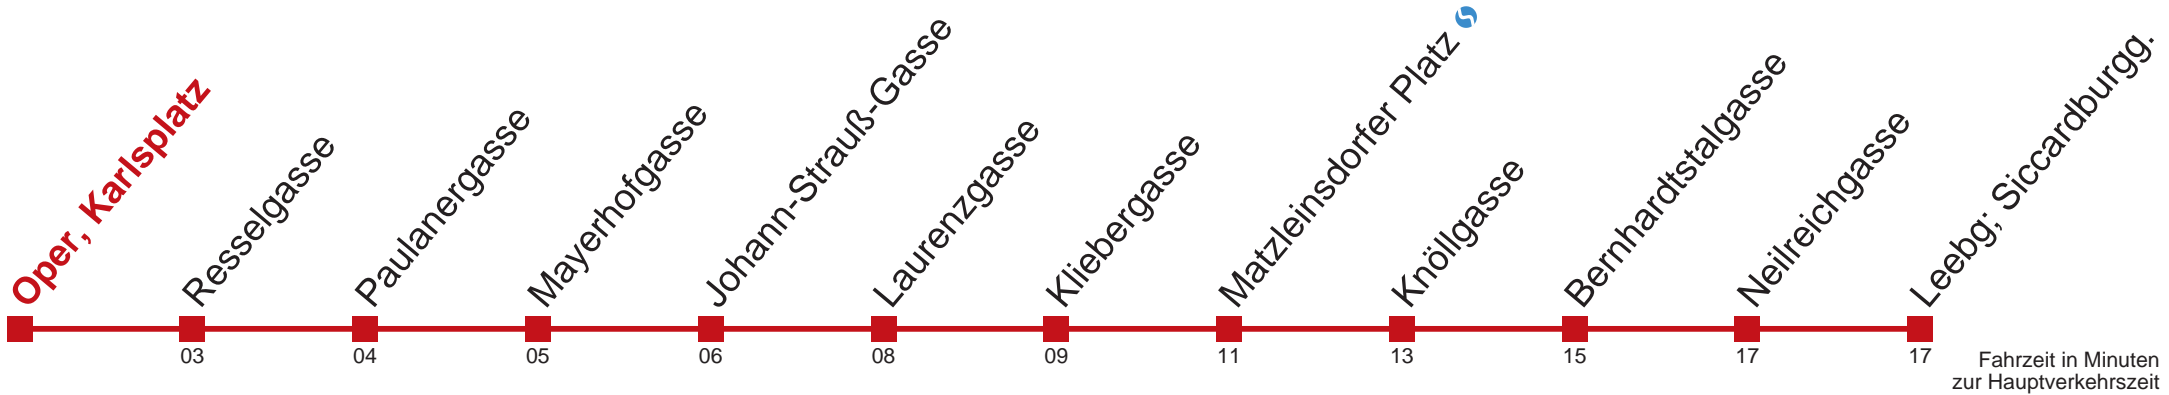 Oper, Karlsplatz
Resselgasse
Paulanergasse
Mayerhofgasse
Johann-Strauß-Gasse
Laurenzgasse
Kliebergasse
Matzleinsdorfer Platz
Knöllgasse
Bernhardtstalgasse
Neilreichgasse
Leebg; Siccardburgg.
03
04
05
06
08
09
11
13
15
17
17
Fahrzeit in Minuten
zur Hauptverkehrszeit